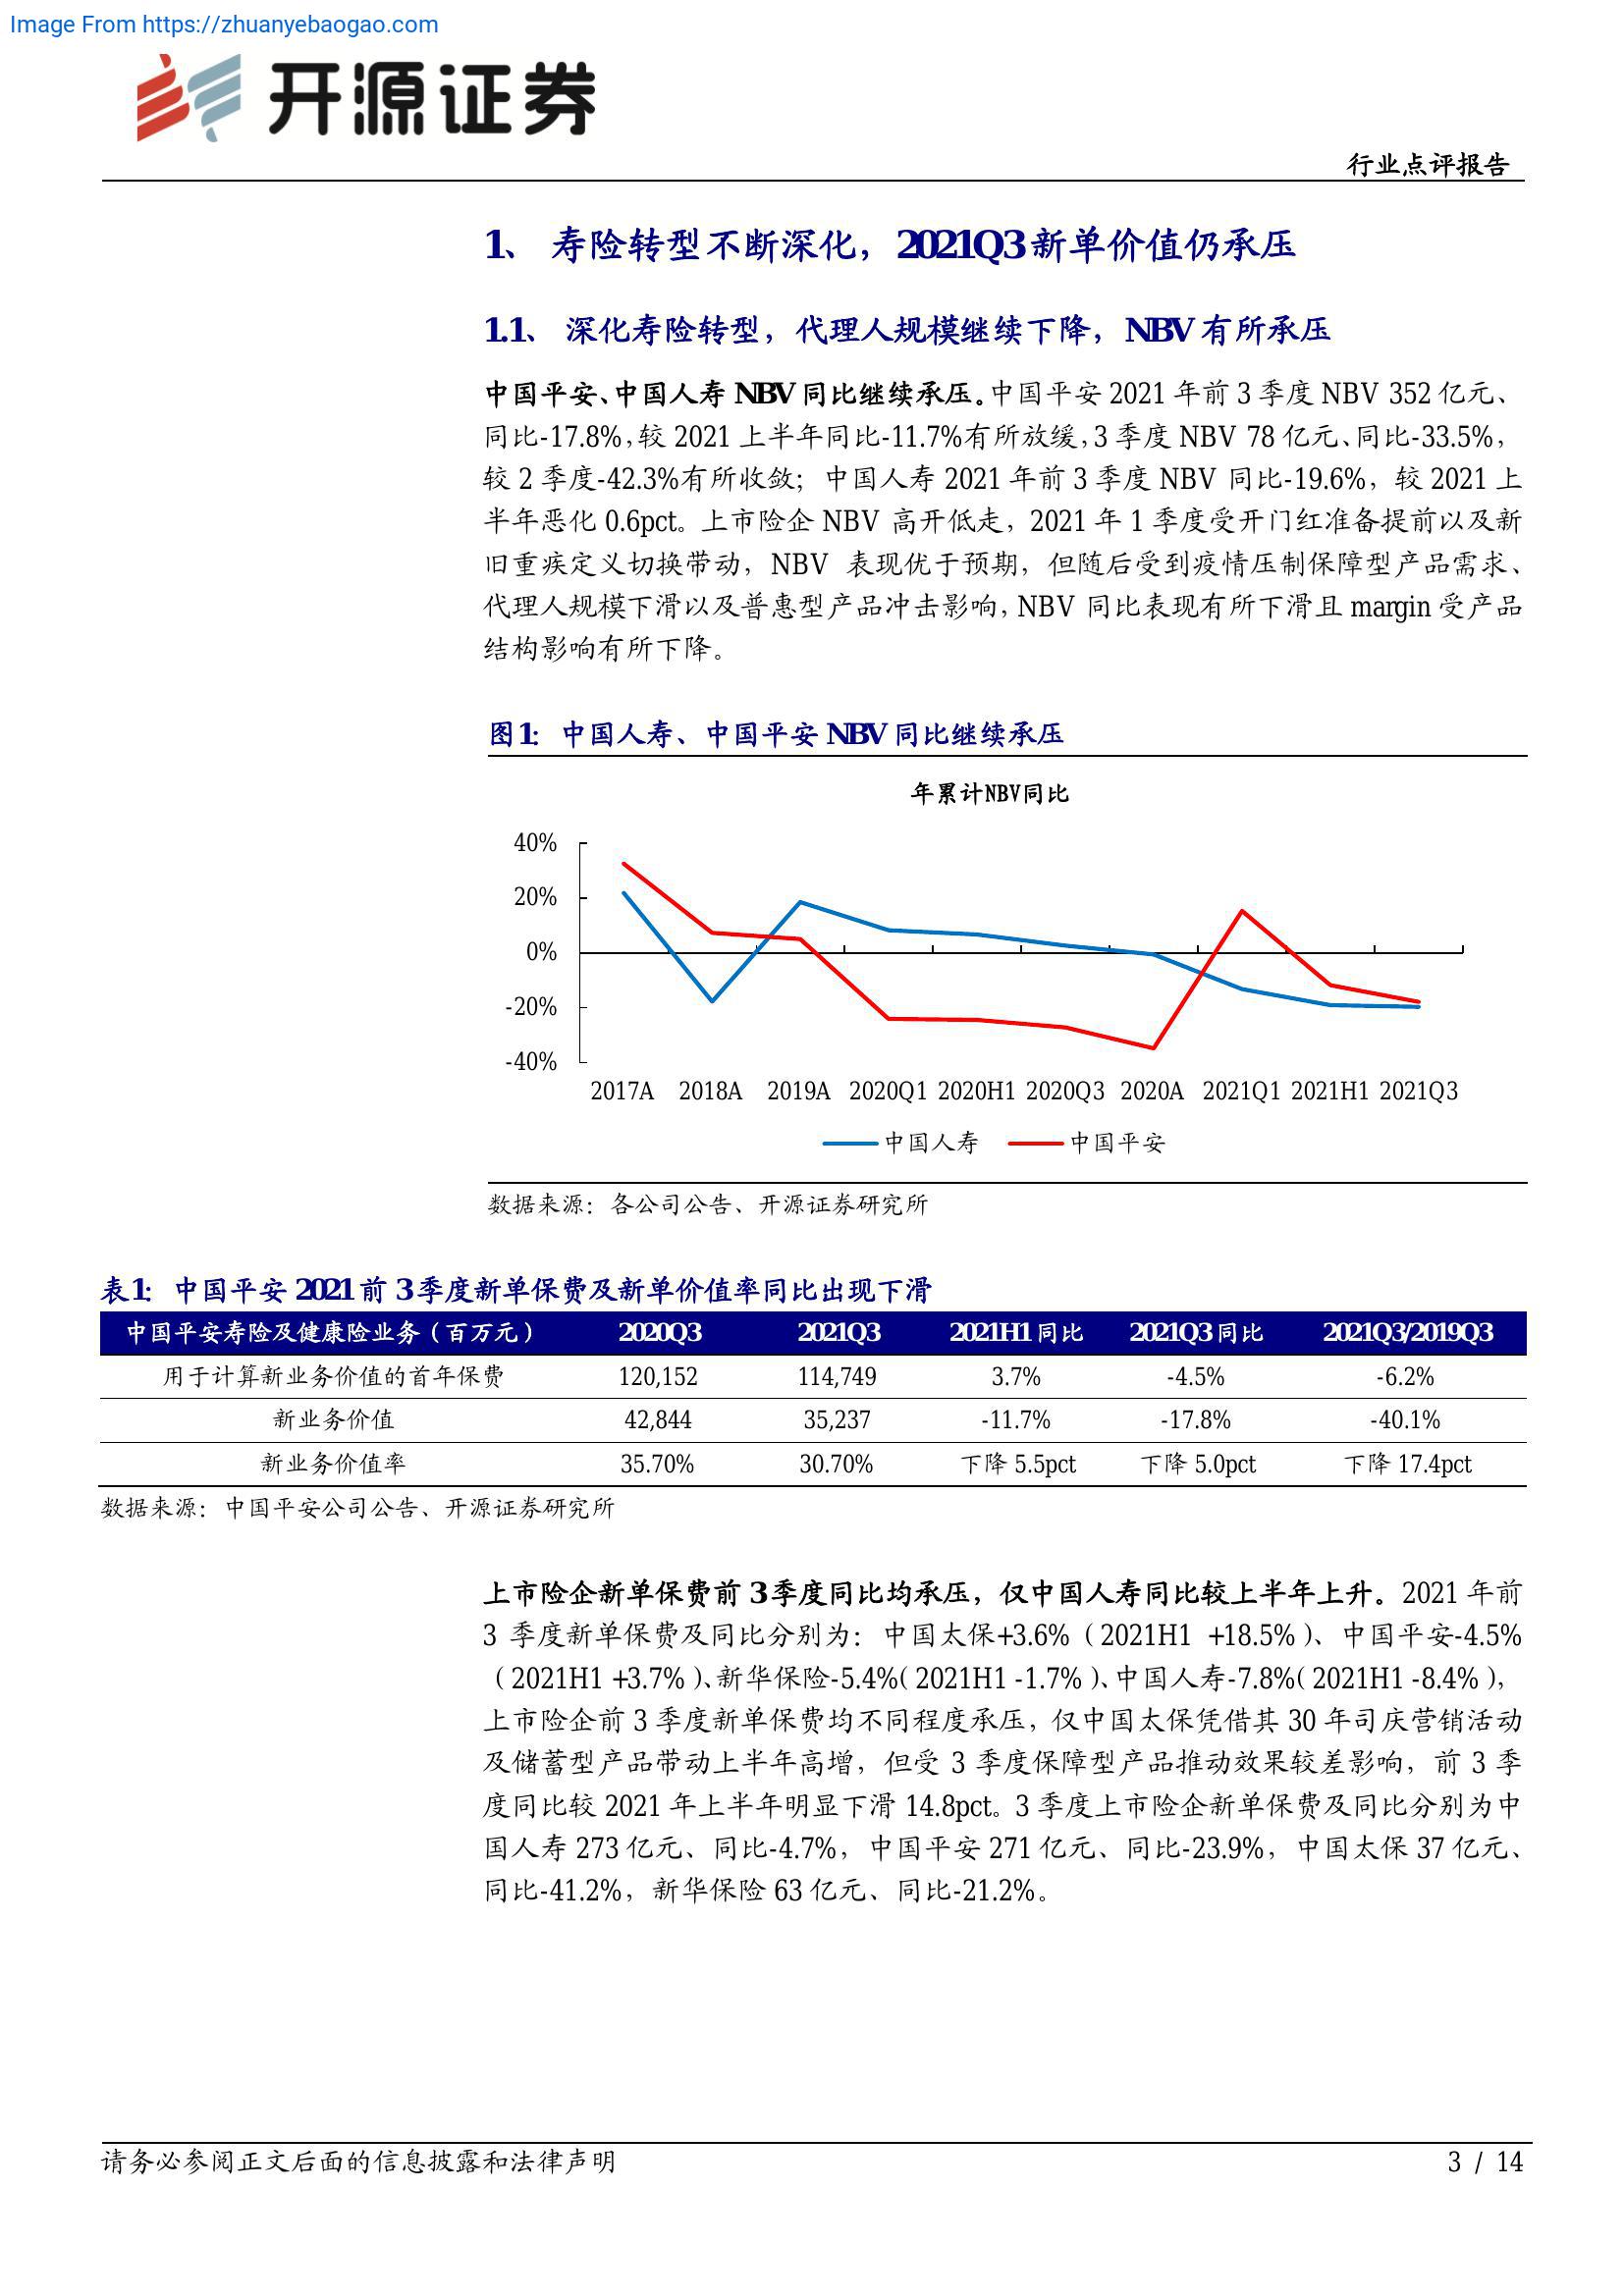 Image From https://zhuanyebaogao.com
开源证券
行业点评报告
1、 寿险转型不断深化，2021Q3新单价值仍承压
1.1、 深化寿险转型，代理人规模继续下降，NBV 有所承压
中国平安、中国人寿 NBV 同比继续承压。中国平安 2021 年前 3 季度 NBV 352 亿元、
同比-17.8%，较 2021 上半年同比-11.7%有所放缓，3 季度 NBV 78 亿元、同比-33.5%，
较 2 季度-42.3%有所收敛；中国人寿 2021 年前 3 季度 NBV 同比-19.6%，较 2021 上
半年恶化 0.6pct。上市险企 NBV 高开低走，2021 年 1 季度受开门红准备提前以及新
旧重疾定义切换带动，NBV 表现优于预期，但随后受到疫情压制保障型产品需求、
代理人规模下滑以及普惠型产品冲击影响，NBV 同比表现有所下滑且 margin 受产品
结构影响有所下降。
图1： 中国人寿、中国平安 NBV 同比继续承压
年累计NBV同比
40%
20%
0%
-20%
-40%
2017A 2018A 2019A 2020Q1 2020H1 2020Q3 2020A 2021Q1 2021H1 2021Q3
中国人寿 中国平安
数据来源：各公司公告、开源证券研究所
表1： 中国平安 2021 前 3 季度新单保费及新单价值率同比出现下滑
中国平安寿险及健康险业务（百万元） 2020Q3 2021Q3 2021H1 同比 2021Q3 同比 2021Q3/2019Q3
用于计算新业务价值的首年保费 120,152 114,749 3.7% -4.5% -6.2%
新业务价值 42,844 35,237 -11.7% -17.8% -40.1%
新业务价值率 35.70% 30.70% 下降 5.5pct 下降 5.0pct 下降 17.4pct
数据来源：中国平安公司公告、开源证券研究所
上市险企新单保费前 3 季度同比均承压，仅中国人寿同比较上半年上升。2021 年前
3 季度新单保费及同比分别为：中国太保+3.6%（2021H1 +18.5%）、中国平安-4.5%
（2021H1 +3.7%）、新华保险-5.4%（2021H1 -1.7%）、中国人寿-7.8%（2021H1 -8.4%），
上市险企前 3 季度新单保费均不同程度承压，仅中国太保凭借其 30 年司庆营销活动
及储蓄型产品带动上半年高增，但受 3 季度保障型产品推动效果较差影响，前 3 季
度同比较 2021 年上半年明显下滑 14.8pct。3 季度上市险企新单保费及同比分别为中
国人寿 273 亿元、同比-4.7%，中国平安 271 亿元、同比-23.9%，中国太保 37 亿元、
同比-41.2%，新华保险 63 亿元、同比-21.2%。
请务必参阅正文后面的信息披露和法律声明
3 / 14